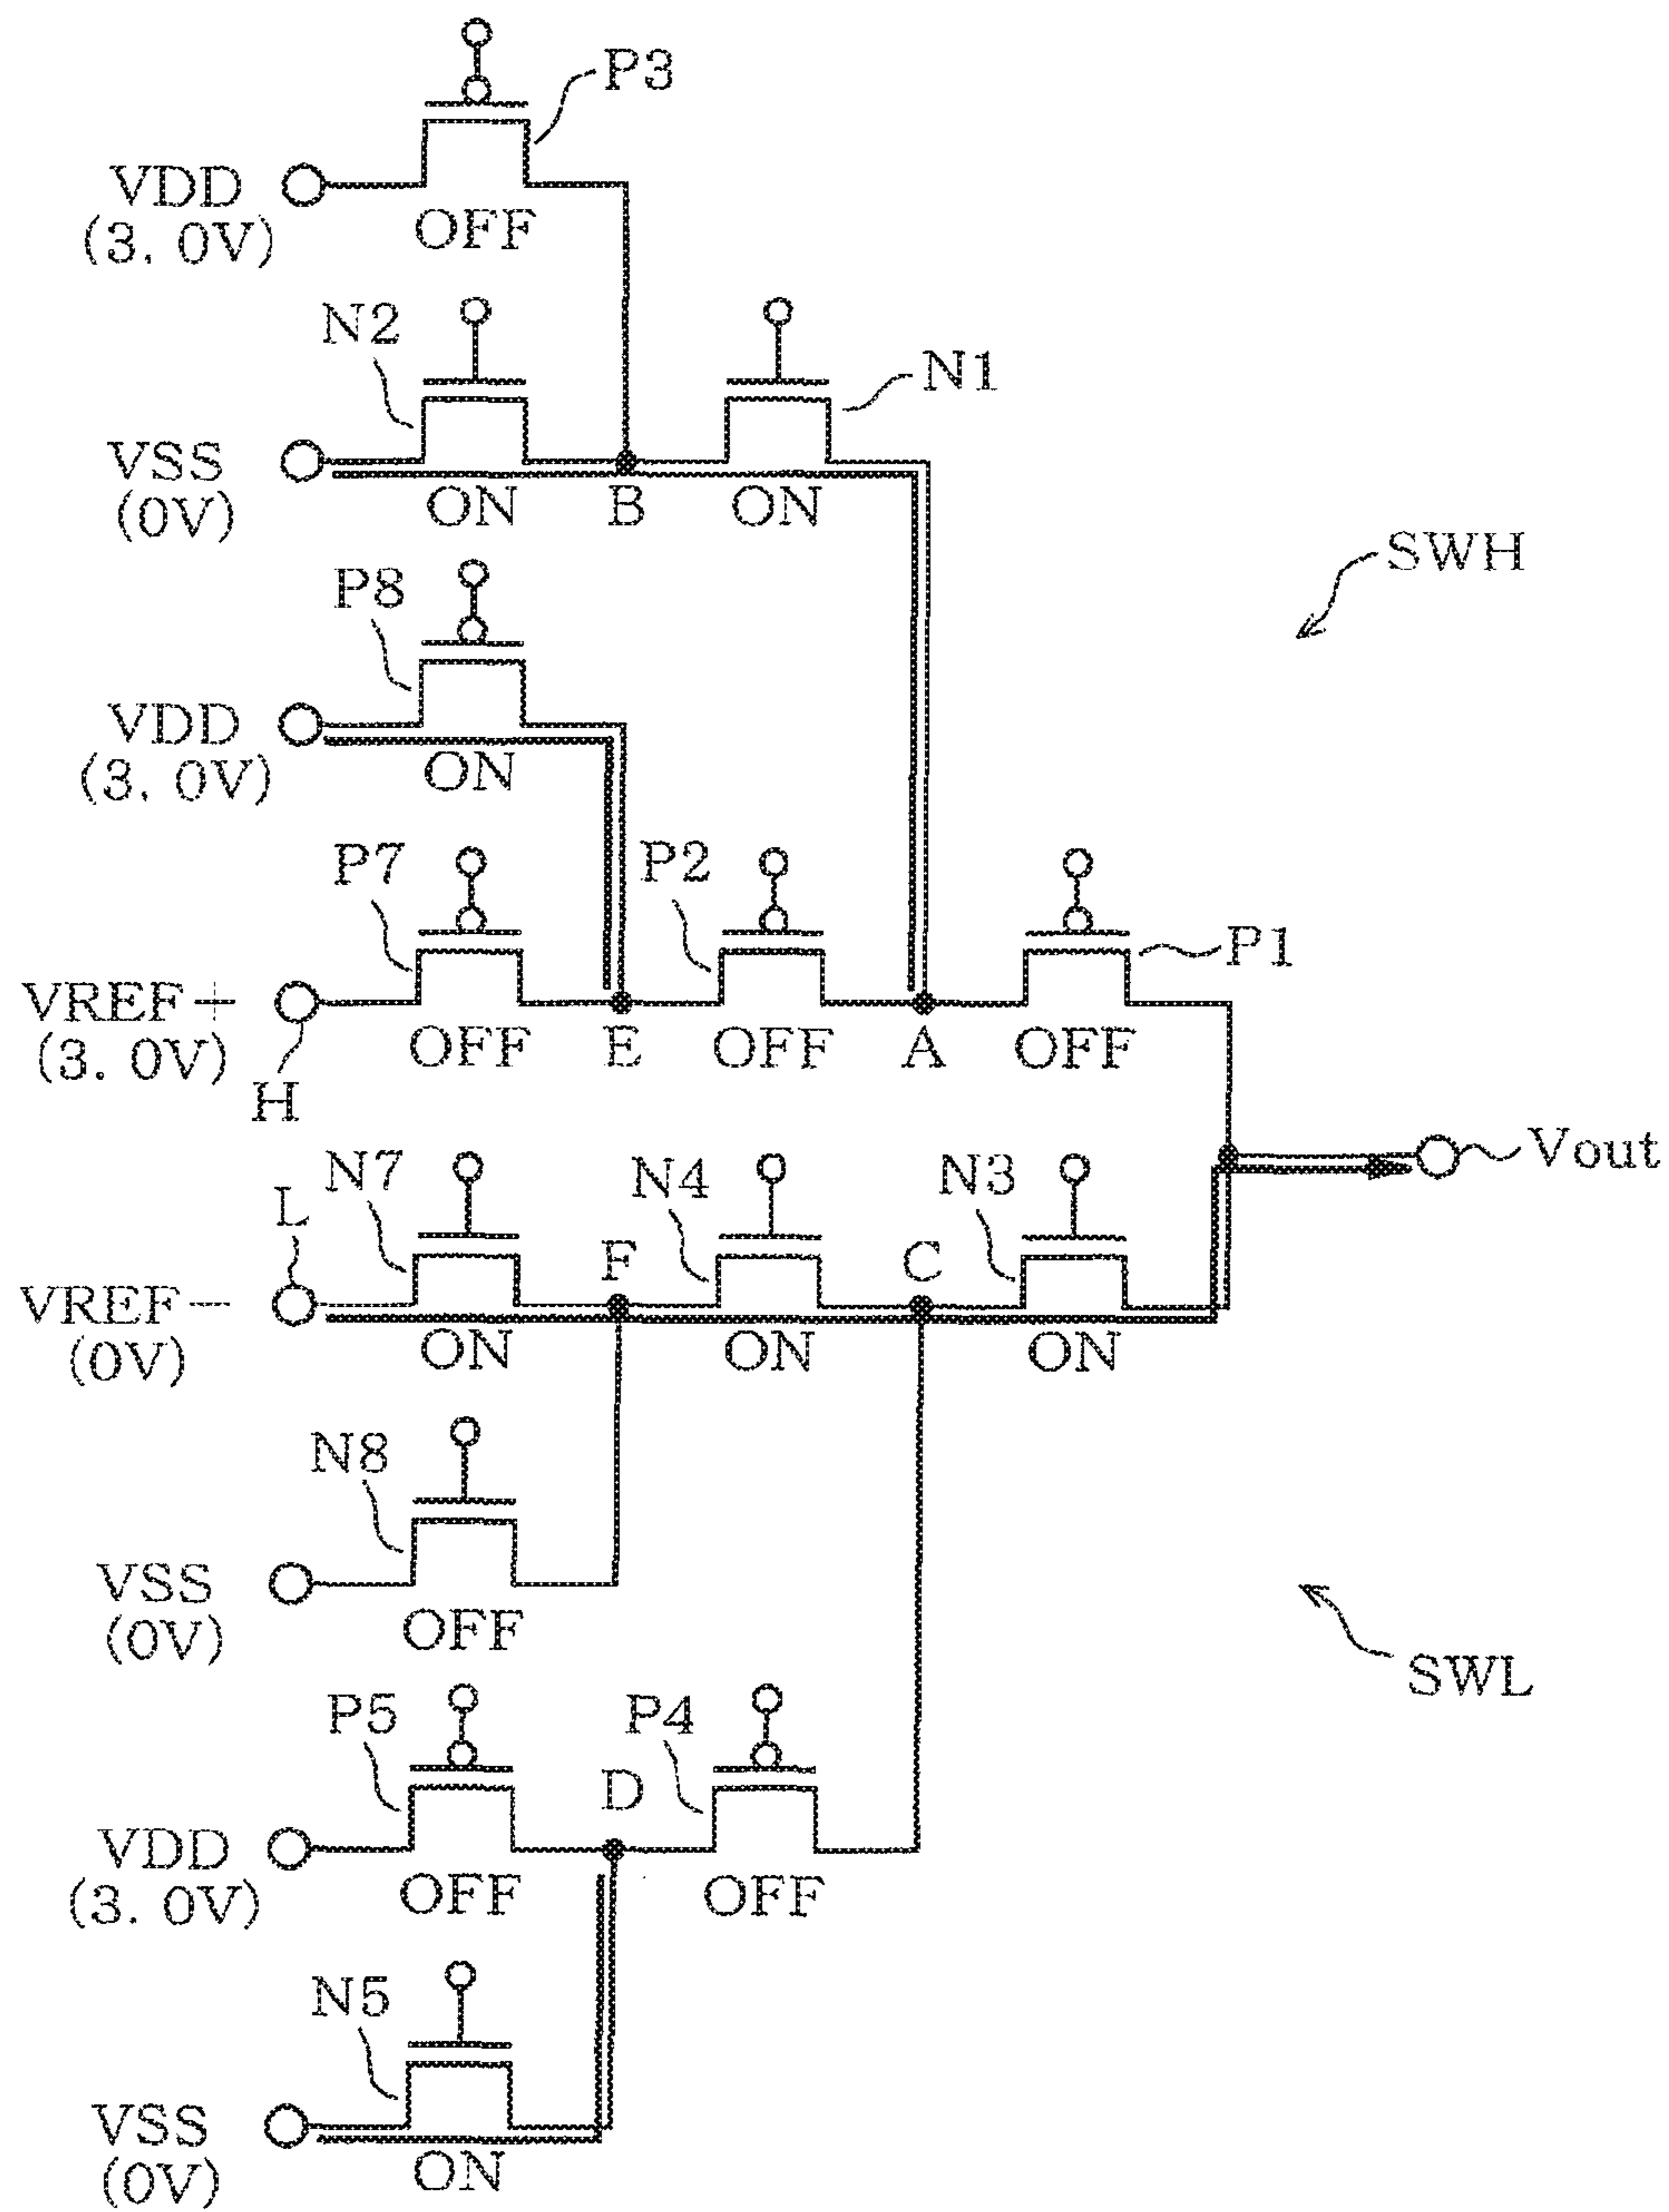 P3
VDD
(3. 0V)
OFF
N2
N1
VSS
(0V)
ON
B
ON
SWH
P8
VDD
(3. 0V)
ON
P7
P2
P1
VREF+
(3. 0V)
OFF
E
OFF
A
OFF
H
Vout
N7
N4
N3
L
F
C
VREF−
(0V)
ON
ON
ON
N8
VSS
(0V)
OFF
SWL
P5
P4
D
VDD
(3. 0V)
OFF
OFF
N5
VSS
(0V)
ON